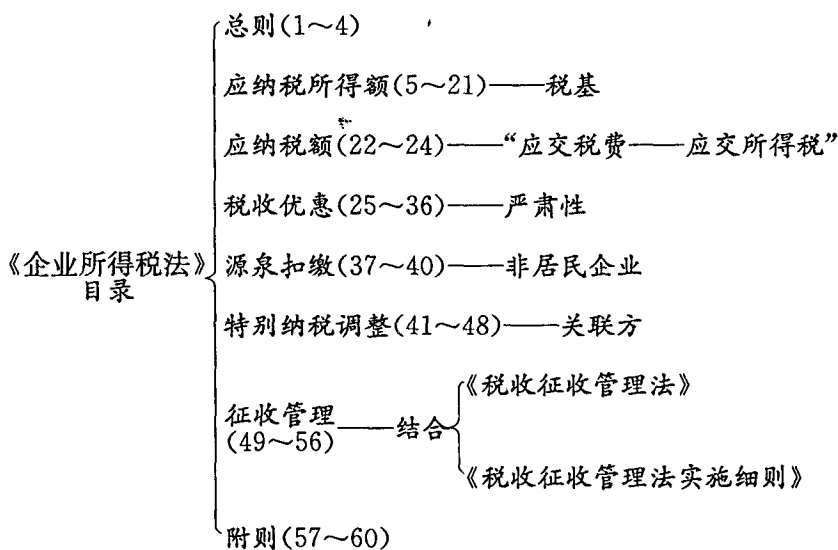 总则(1～4)
应纳税所得额(5～21)——税基
应纳税额(22～24)——“应交税费——应交所得税”
税收优惠(25～36)——严肃性
《企业所得税法》
目录
源泉扣缴(37～40)——非居民企业
特别纳税调整(41～48)——关联方
征收管理
(49～56)——结合
《税收征收管理法》
《税收征收管理法实施细则》
附则(57～60)